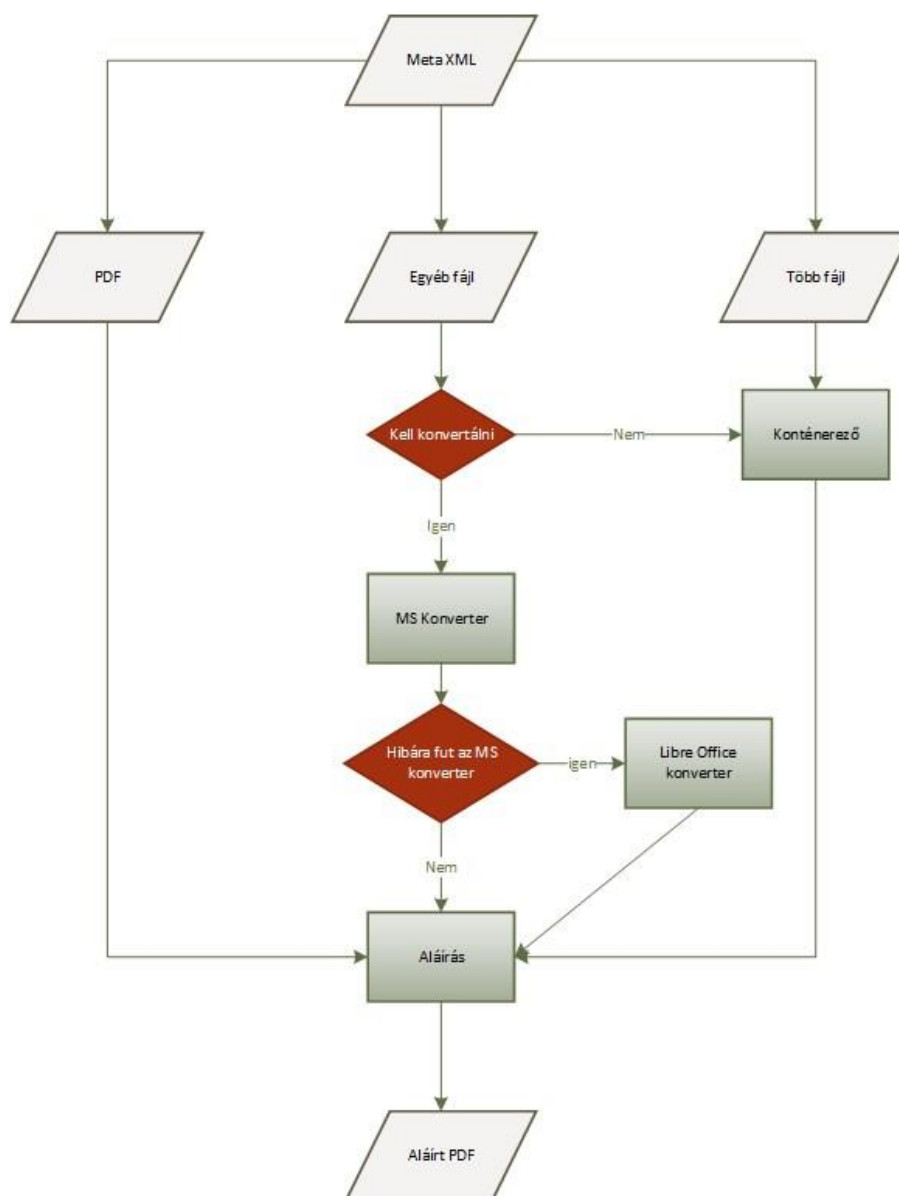 Meta XML
PDF
Egyéb fájl
Több fájl
Kell konvertálni
Nem
Konténerező
Igen
MS Konverter
Hibára fut az MS
konverter
igen
Libre Office
konverter
Nem
Aláírás
Aláírt PDF